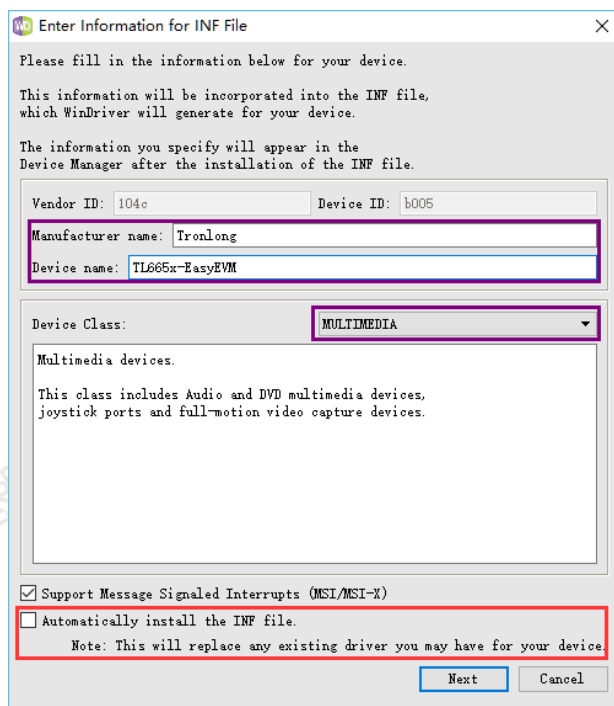 Enter Information for INF File
Please fill in the information below for your device.
This information will be incorporated into the INF file,
which WinDriver will generate for your device.
The information you specify will appear in the
Device Manager after the installation of the INF file.
Vendor ID: 104c Device ID: b005
Manufacturer name: Tronlong
Device name: TL665x-EasyEVM
Device Class: MULTIMEDIA
Multimedia devices.
This class includes Audio and DVD multimedia devices,
joystick ports and full-motion video capture devices.
Support Message Signaled Interrupts (MSI/MSI-X)
Automatically install the INF file.
Note: This will replace any existing driver you may have for your device.
Next Cancel